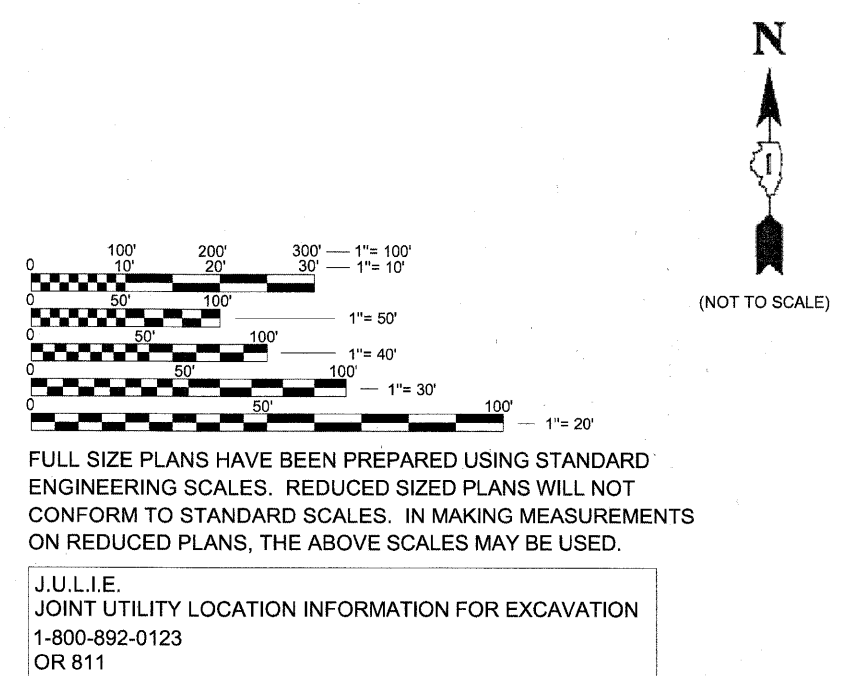 N
I
100' 200' 300' 1"= 100'
0 10' 20' 30' 1"= 10'
0 50' 100'
1"= 50'
0 50' 100'
1"= 40'
0 50' 100'
1"= 30'
0 50' 100'
1"= 20'
(NOT TO SCALE)
FULL SIZE PLANS HAVE BEEN PREPARED USING STANDARD
ENGINEERING SCALES. REDUCED SIZED PLANS WILL NOT
CONFORM TO STANDARD SCALES. IN MAKING MEASUREMENTS
ON REDUCED PLANS, THE ABOVE SCALES MAY BE USED.
J.U.L.I.E.
JOINT UTILITY LOCATION INFORMATION FOR EXCAVATION
1-800-892-0123
OR 811